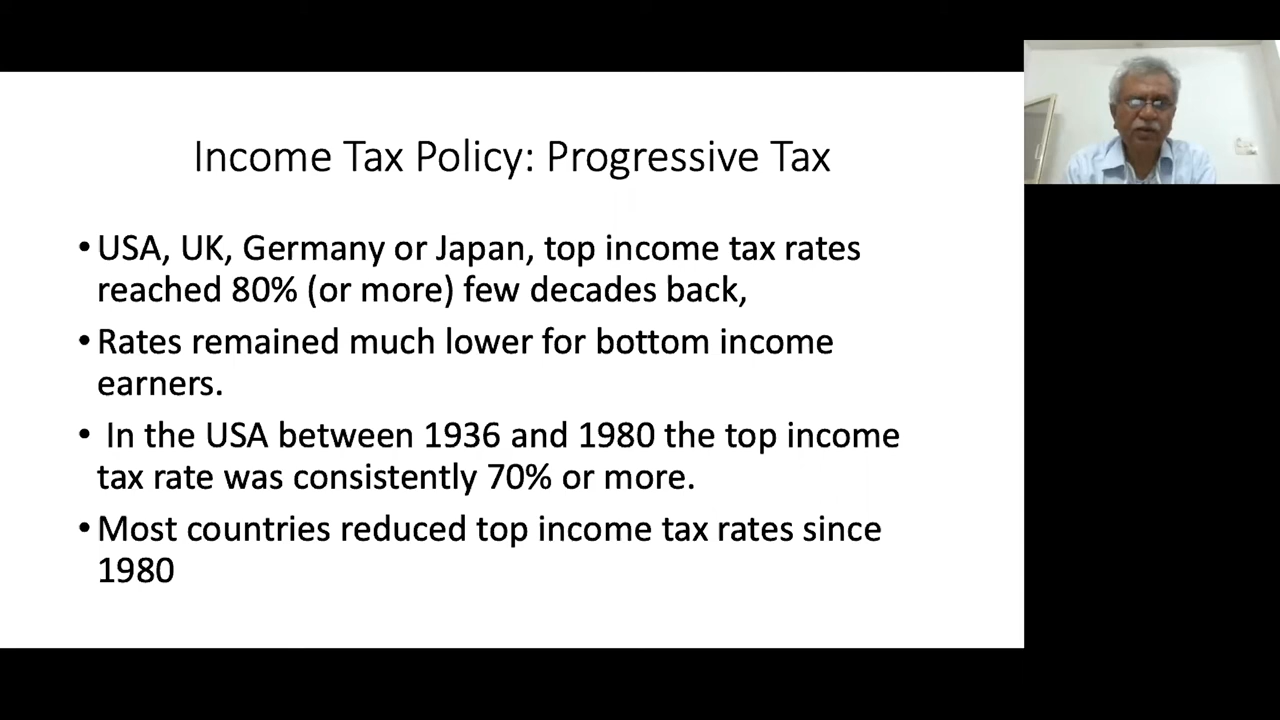 Income Tax Policy: Progressive Tax
• USA, UK, Germany or Japan, top income tax rates
reached 80% (or more) few decades back,
• Rates remained much lower for bottom income
earners.
• In the USA between 1936 and 1980 the top income
tax rate was consistently 70% or more.
• Most countries reduced top income tax rates since
1980